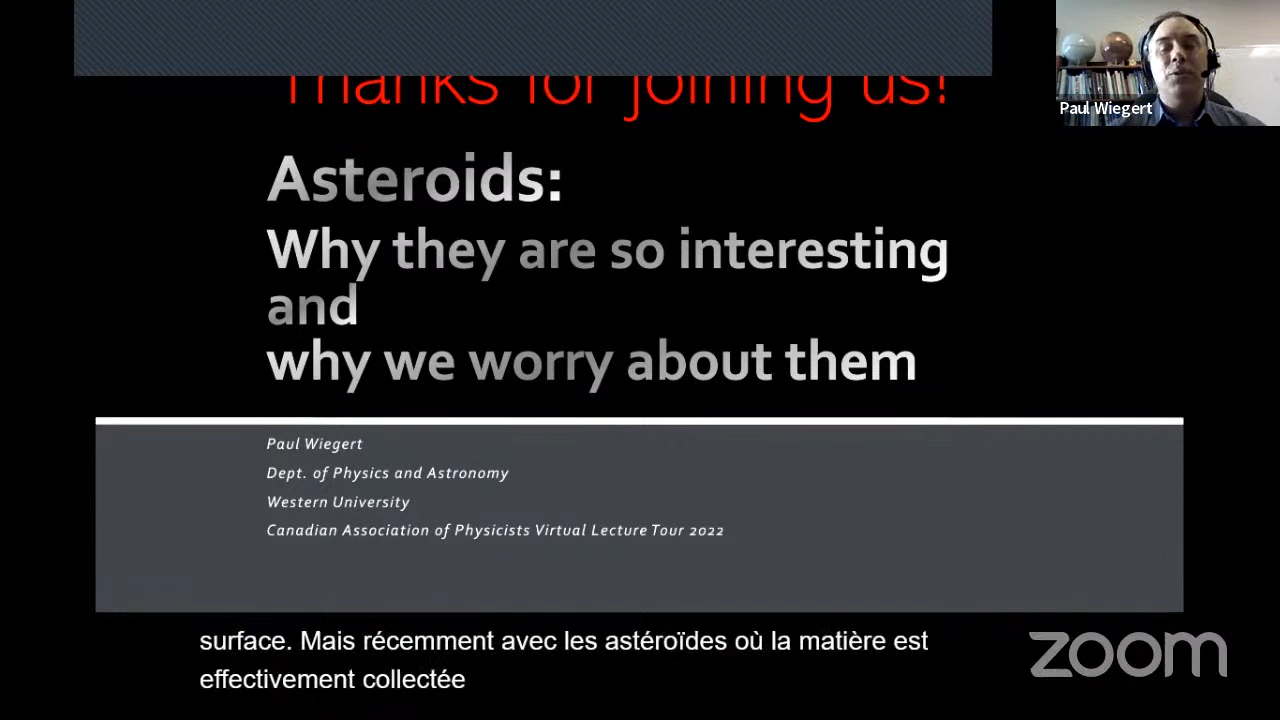 Thanks for joining us!
Paul Wiegert
Asteroids:
Why they are so interesting
and
why we worry about them
Paul Wiegert
Dept. of Physics and Astronomy
Western University
Canadian Association of Physicists Virtual Lecture Tour 2022
surface. Mais récemment avec les astéroïdes où la matière est
effectivement collectée
zoom